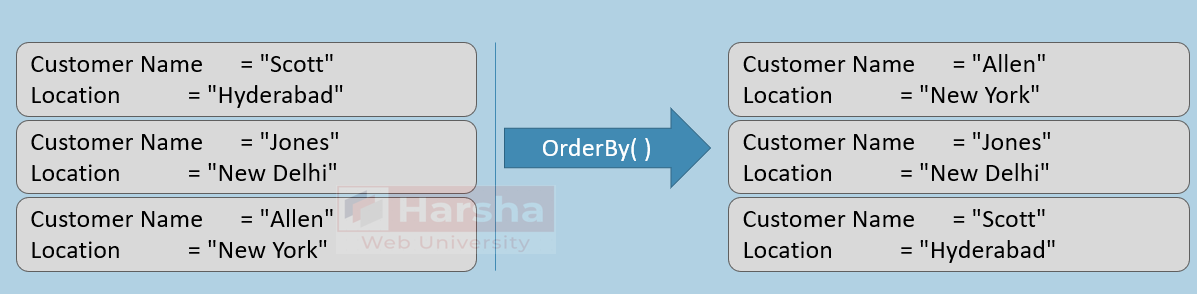 Customer Name = "Scott"
Location = "Hyderabad"
Customer Name = "Jones"
Location = "New Delhi"
Customer Name = "Allen"
Location = "New York"
Harsha
Web University
OrderBy( )
Customer Name = "Allen"
Location = "New York"
Customer Name = "Jones"
Location = "New Delhi"
Customer Name = "Scott"
Location = "Hyderabad"